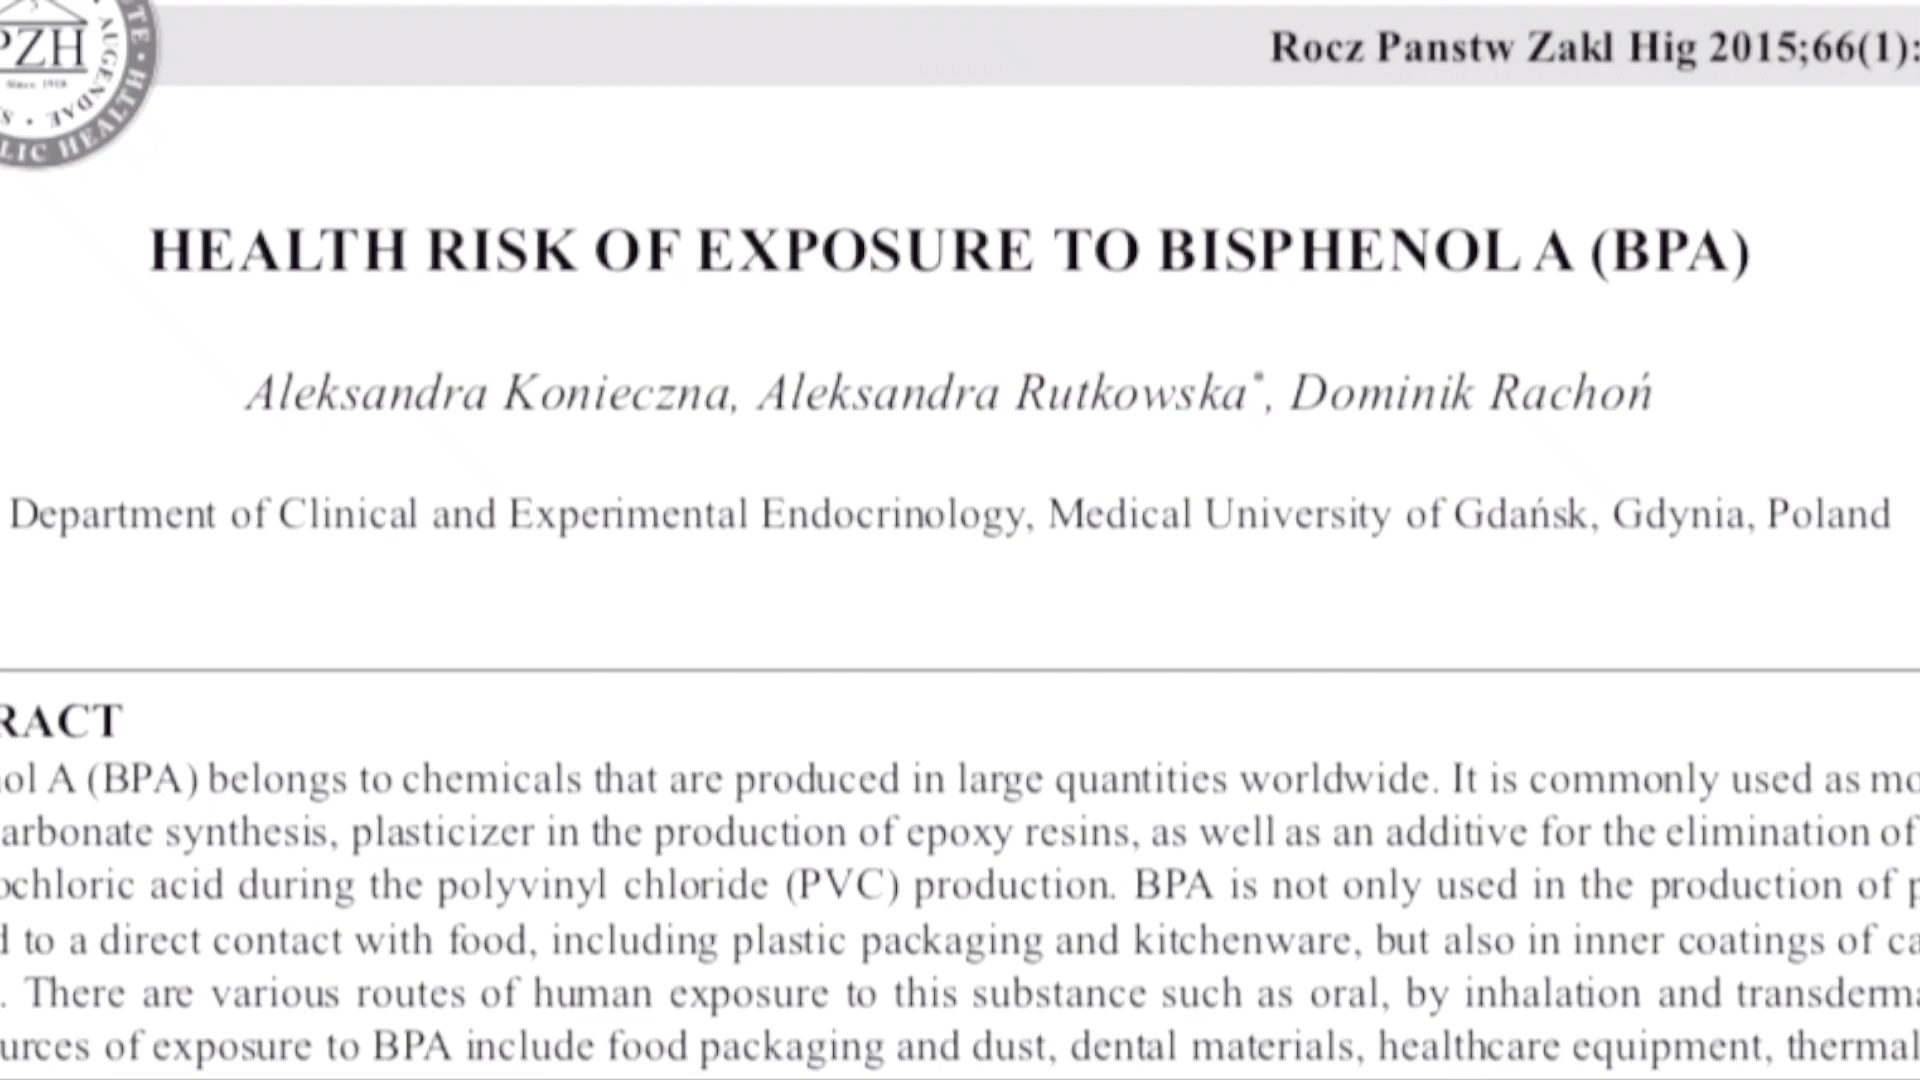 PZH
Since 1918
AUGENDAE
LIC HEALTH
Rocz Panstw Zakl Hig 2015;66(1):
HEALTH RISK OF EXPOSURE TO BISPHENOL A (BPA)
Aleksandra Konieczna, Aleksandra Rutkowska*, Dominik Rachoń
Department of Clinical and Experimental Endocrinology, Medical University of Gdańsk, Gdynia, Poland
RACT
ol A (BPA) belongs to chemicals that are produced in large quantities worldwide. It is commonly used as mo
arbonate synthesis, plasticizer in the production of epoxy resins, as well as an additive for the elimination of
ochloric acid during the polyvinyl chloride (PVC) production. BPA is not only used in the production of p
d to a direct contact with food, including plastic packaging and kitchenware, but also in inner coatings of ca
. There are various routes of human exposure to this substance such as oral, by inhalation and transderma
urces of exposure to BPA include food packaging and dust, dental materials, healthcare equipment, thermal